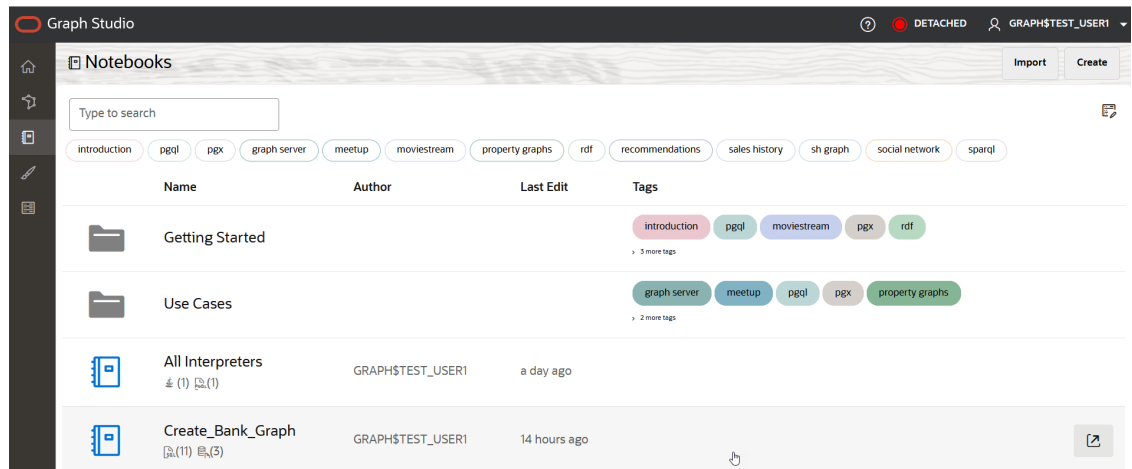 Graph Studio
DETACHED
GRAPH$TEST_USER1
Notebooks
Import
Create
Type to search
introduction pgql pgx graph server meetup moviestream property graphs rdf recommendations sales history sh graph social network sparql
Name Author Last Edit Tags
Getting Started
introduction pgql moviestream pgx rdf
3 more tags
Use Cases
graph server meetup pgql pgx property graphs
2 more tags
All Interpreters
GRAPH$TEST_USER1 a day ago
(1) (1)
Create_Bank_Graph
GRAPH$TEST_USER1 14 hours ago
(11) (3)